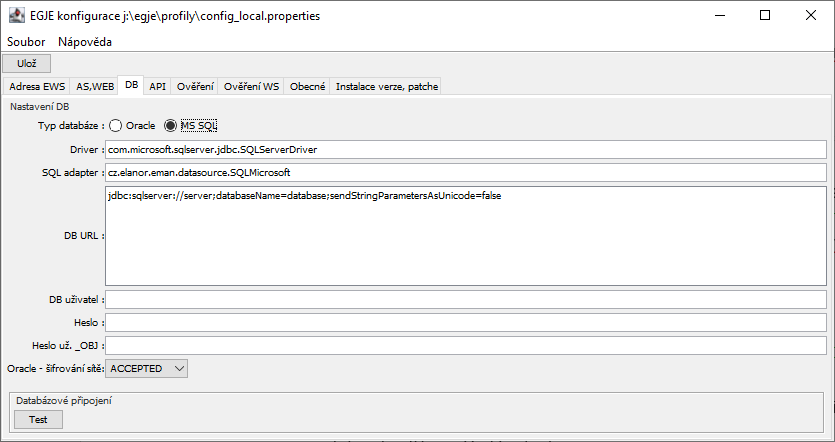 EGJE konfigurace j:\egje\profily\config_local.properties
Soubor Nápověda
Ulož
Adresa EWS AS,WEB DB API Ověření Ověření WS Obecné Instalace verze, patche
Nastavení DB
Typ databáze : Oracle MS SQL
Driver : com.microsoft.sqlserver.jdbc.SQLServerDriver
SQL adapter : cz.elanor.eman.datasource.SQLMicrosoft
DB URL : jdbc:sqlserver://server;databaseName=database;sendStringParametersAsUnicode=false
DB uživatel :
Heslo :
Heslo už. _OBJ :
Oracle - šifrování sítě: ACCEPTED
Databázové připojení
Test